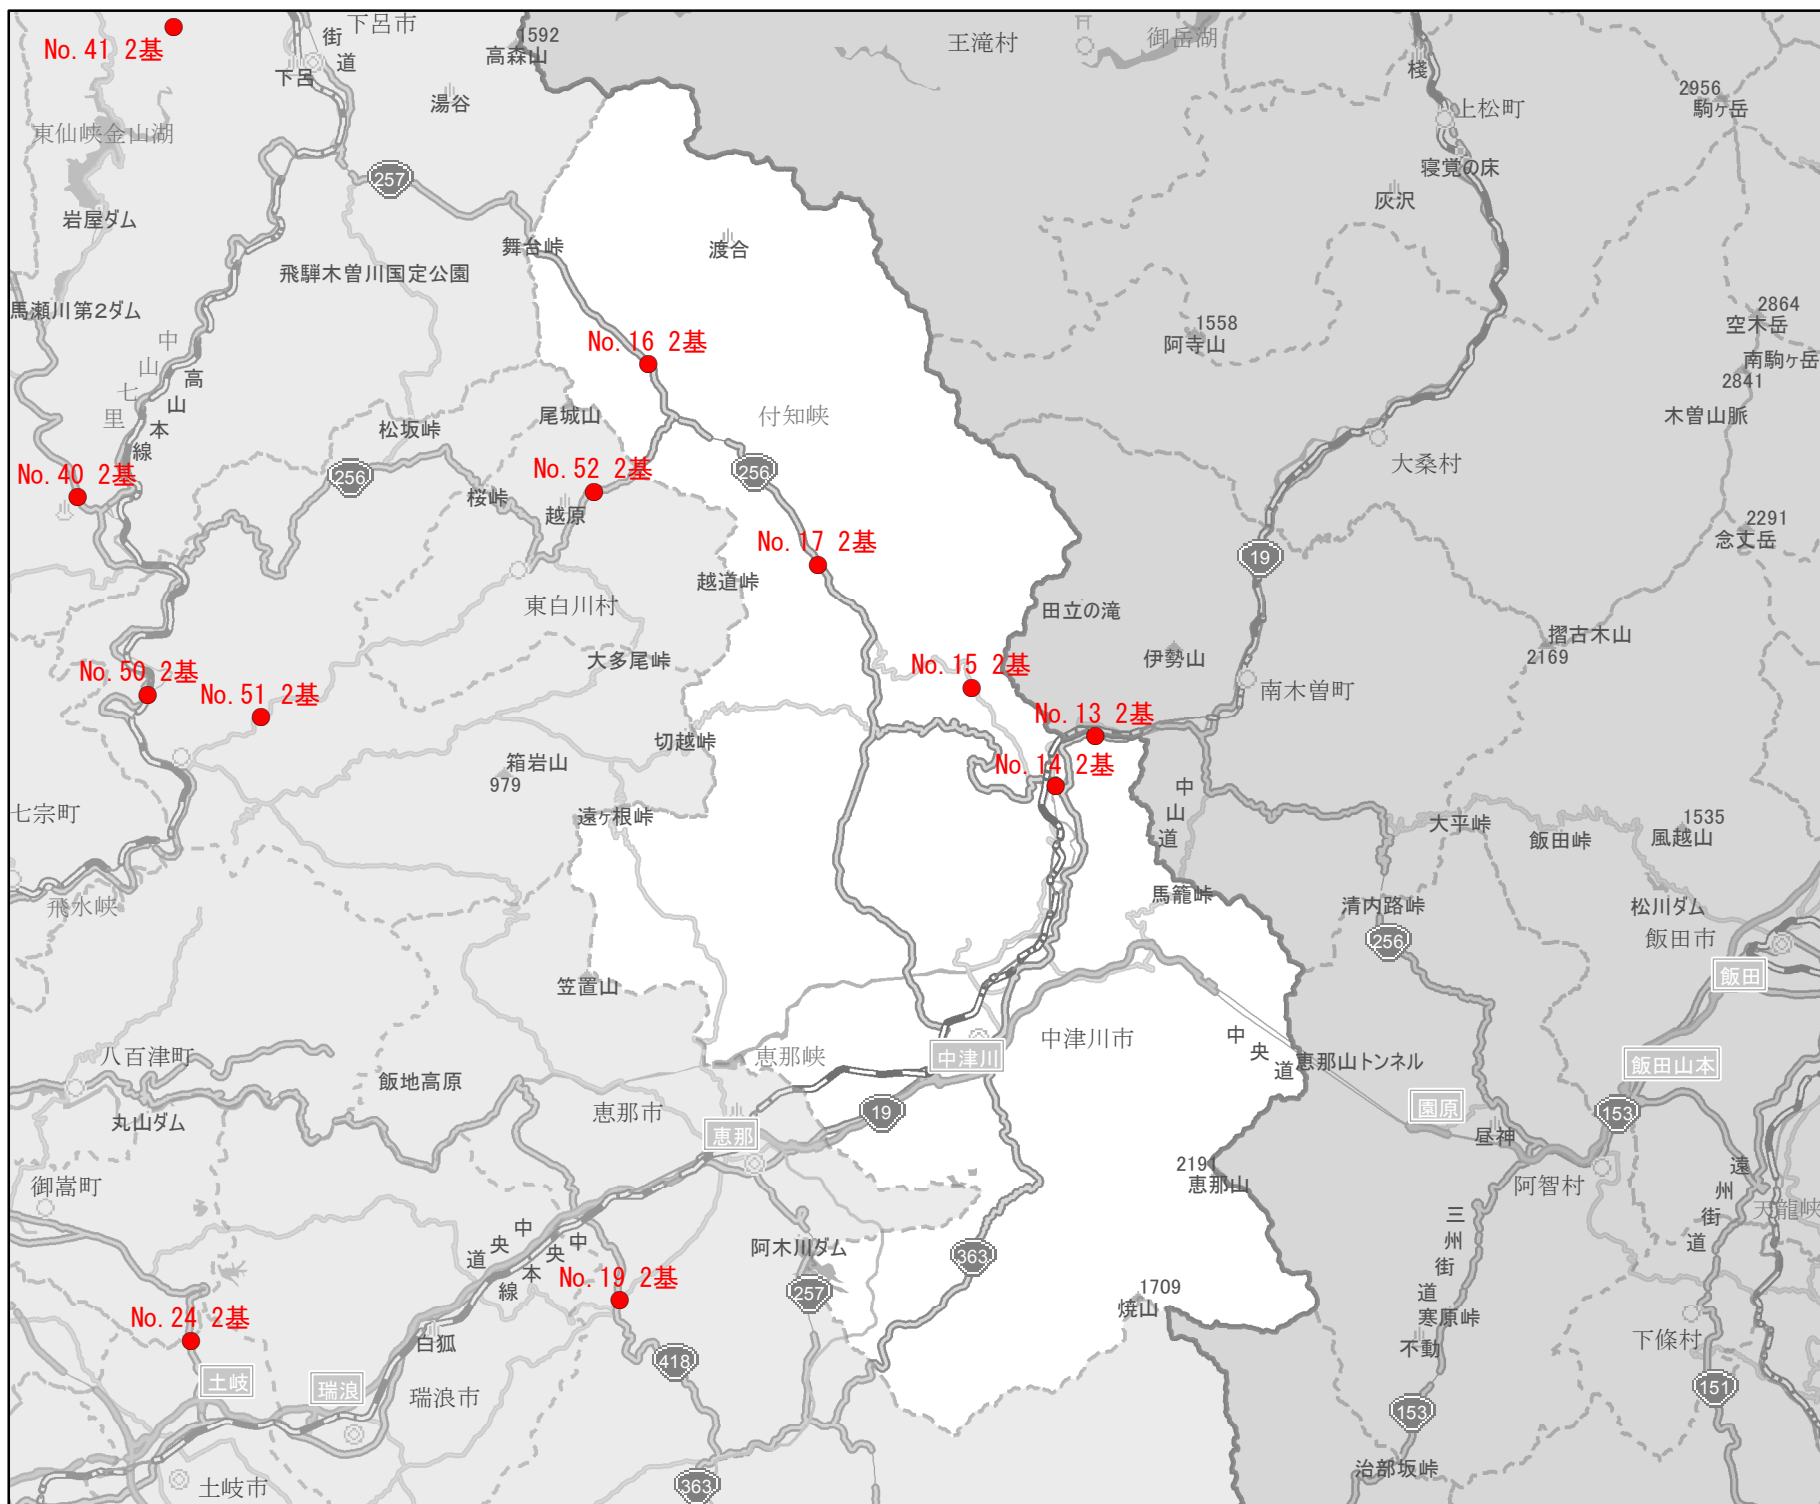 下呂市
No.41 2基
街道
下呂
1592
高森山
王滝村
御岳湖
湯谷
桟
上松町
2956
駒ヶ岳
東仙峡金山湖
寝覚の床
灰沢
257
岩屋ダム
舞台峠
渡合
飛騨木曽川国定公園
馬瀬川第2ダム
中山七里
高山本線
No.16 2基
1558
阿寺山
2864
空木岳
南駒ヶ岳
2841
木曽山脈
尾城山
付知峡
松坂峠
大桑村
No.40 2基
256
No.52 2基
256
桜峠
越原
No.17 2基
2291
念丈岳
19
越道峠
東白川村
田立の滝
摺古木山
2169
大多尾峠
伊勢山
No.50 2基
No.51 2基
No.15 2基
南木曽町
No.13 2基
切越峠
箱岩山
979
No.14 2基
中山道
七宗町
遠ヶ根峠
大平峠
飯田峠
1535
風越山
飛水峡
馬籠峠
清内路峠
松川ダム
256
飯田市
飯田
笠置山
中津川市
中央道
八百津町
恵那峡
中津川
恵那山トンネル
飯田山本
飯地高原
丸山ダム
恵那市
19
恵那
園原
153
昼神
2191
恵那山
阿智村
遠州街道
御嵩町
天龍峡
中央道
中央本線
三州街道
阿木川ダム
363
No.19 2基
257
1709
焼山
寒原峠
No.24 2基
白狐
不動
下條村
418
土岐
瑞浪
瑞浪市
151
153
治部坂峠
土岐市
363